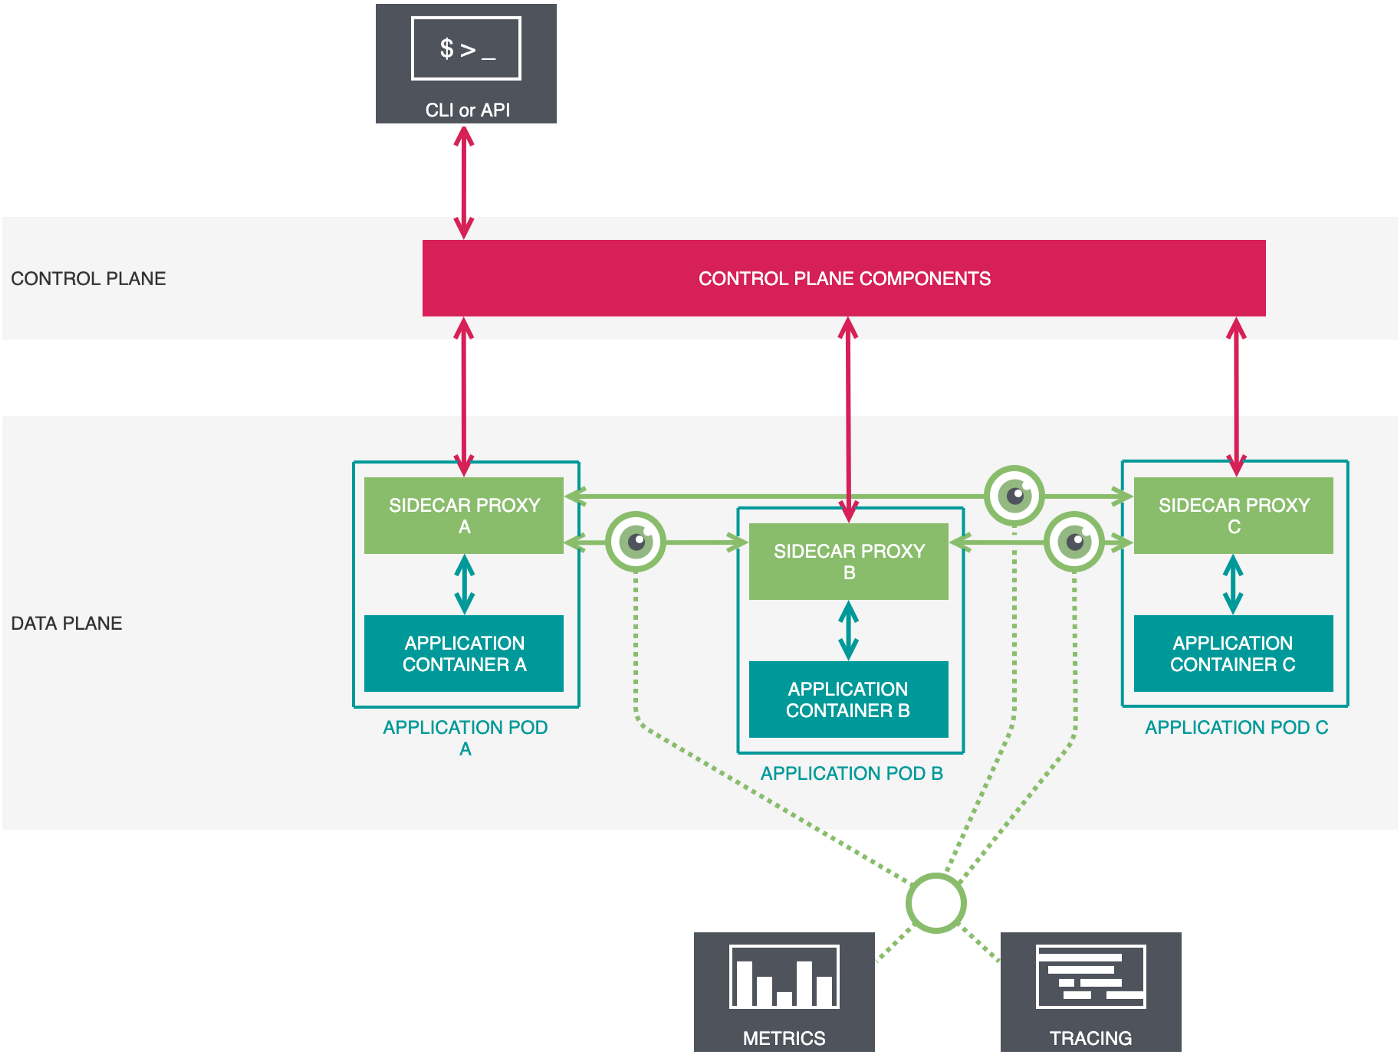 $ > _
CLI or API
CONTROL PLANE
CONTROL PLANE COMPONENTS
SIDECAR PROXY
A
SIDECAR PROXY
B
SIDECAR PROXY
C
DATA PLANE
APPLICATION
CONTAINER A
APPLICATION
CONTAINER B
APPLICATION
CONTAINER C
APPLICATION POD
A
APPLICATION POD B
APPLICATION POD C
METRICS
TRACING